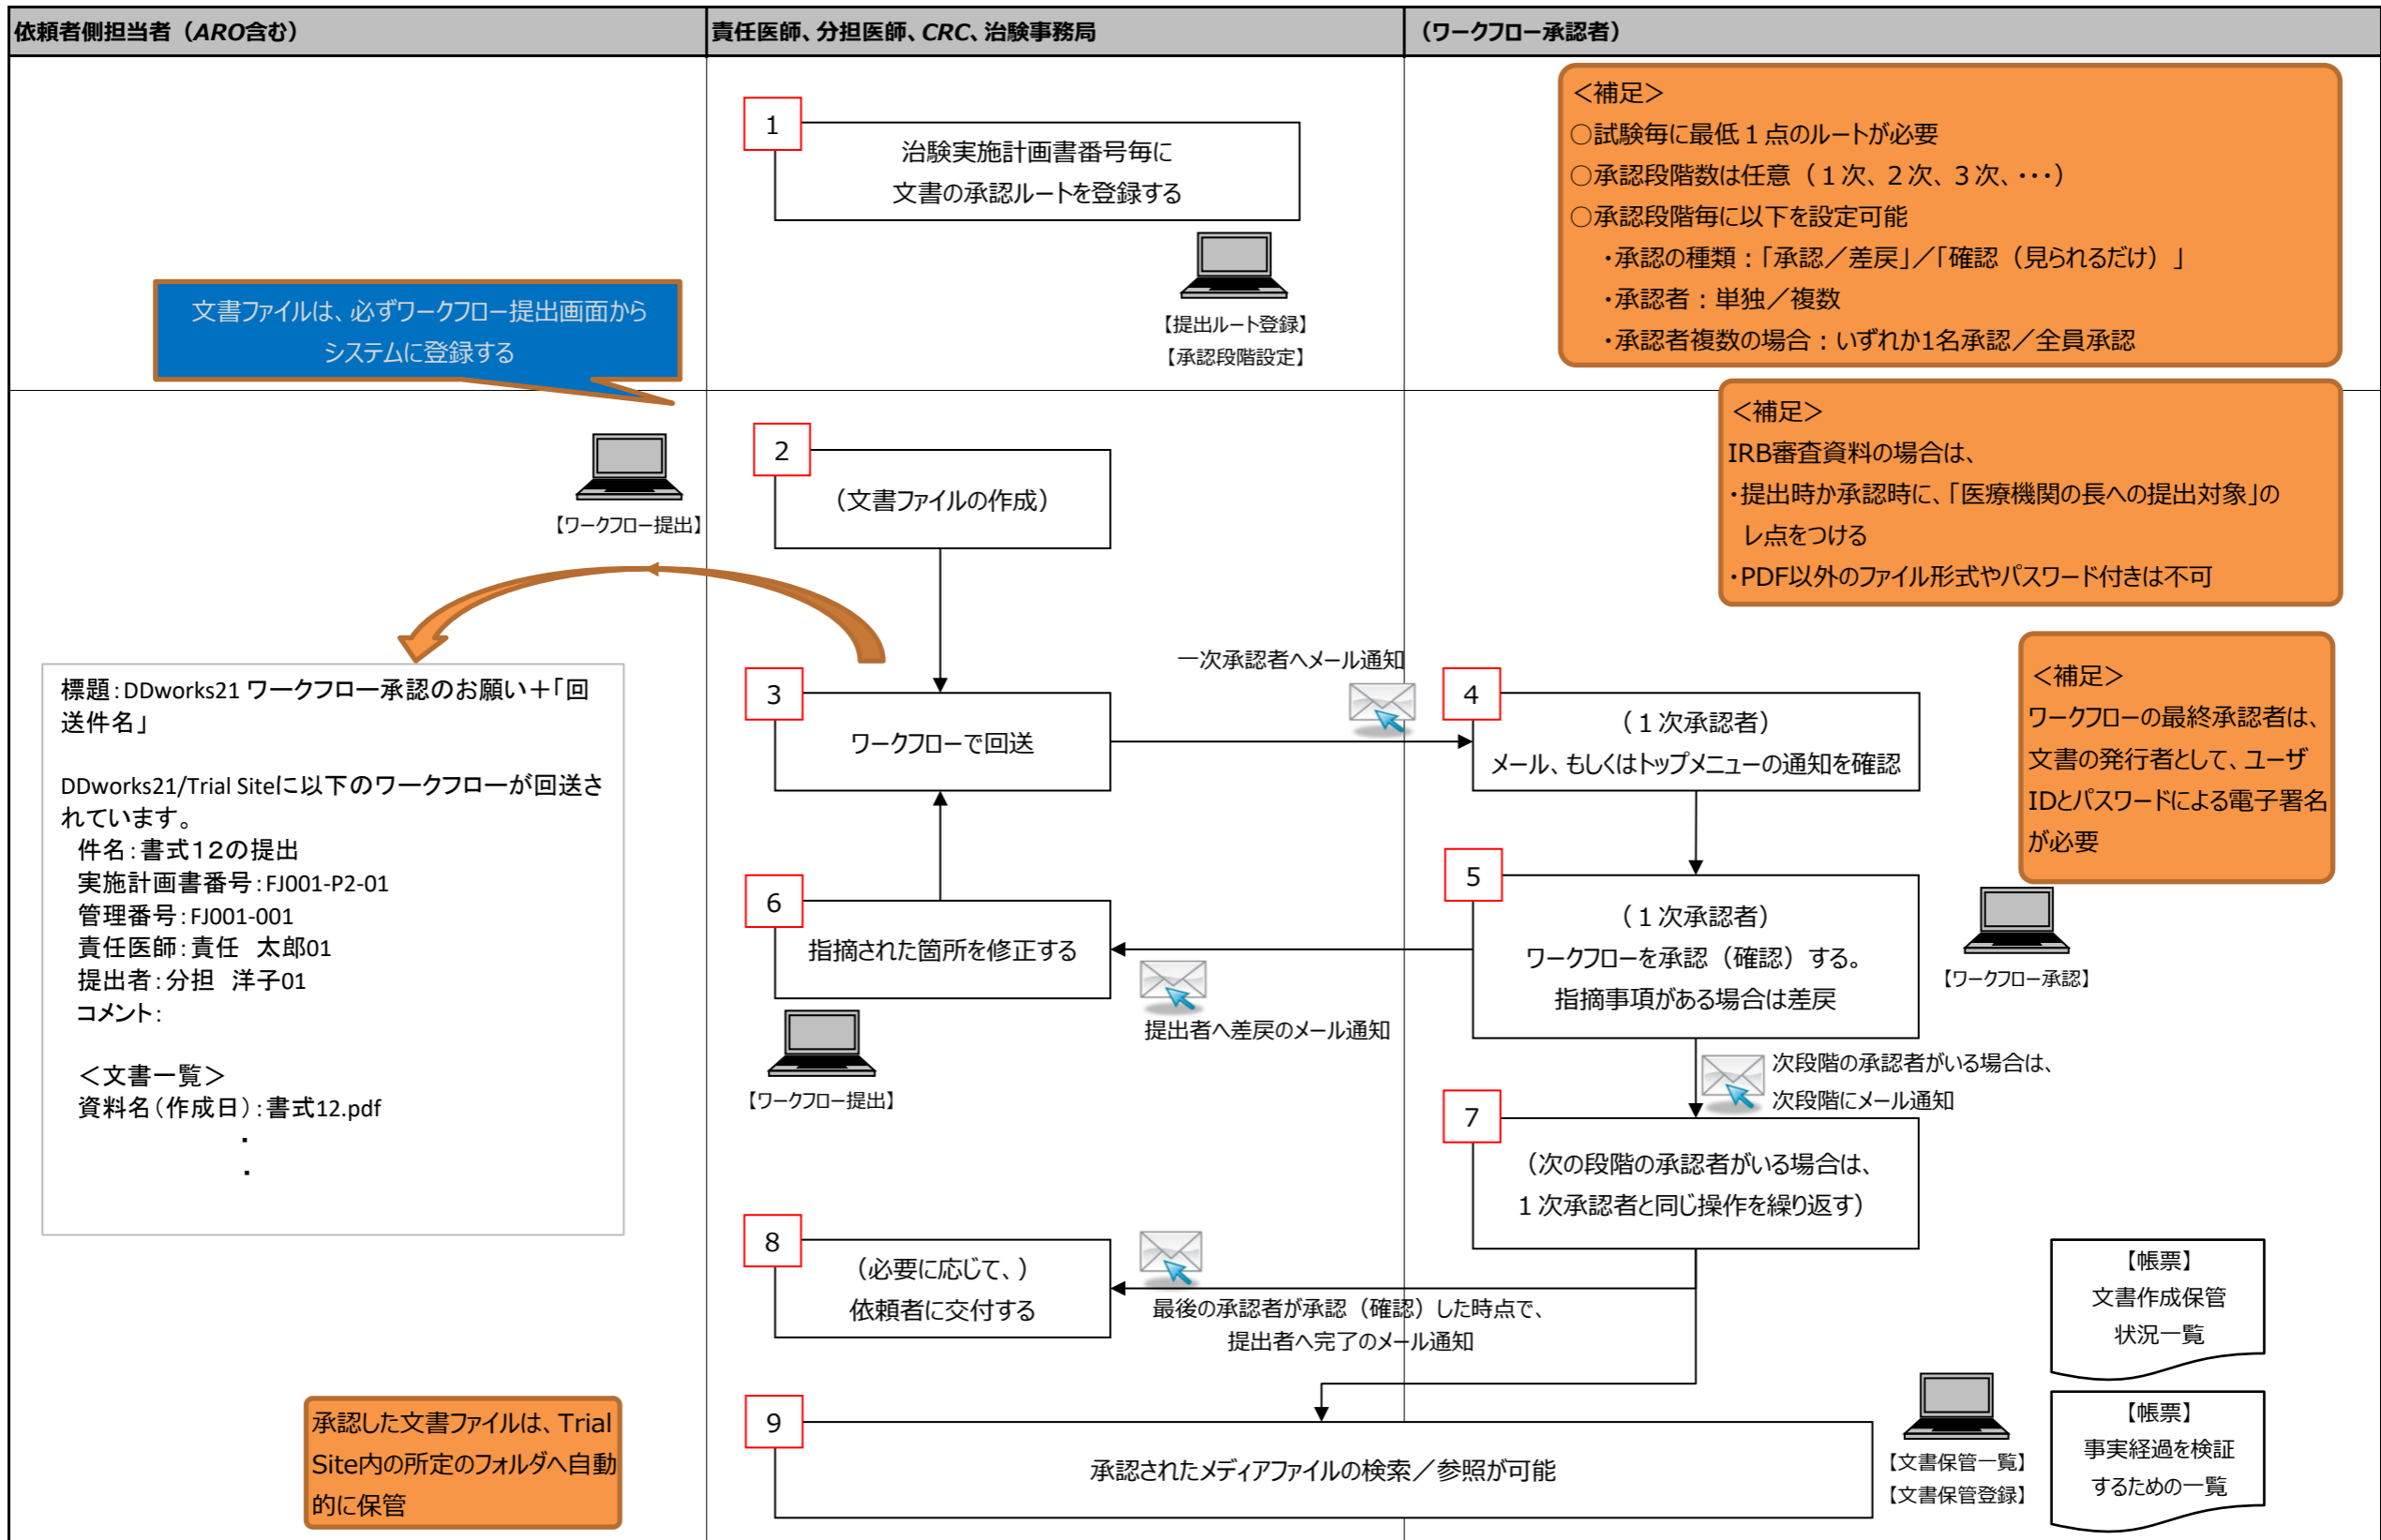 依頼者側担当者（ARO含む）
責任医師、分担医師、CRC、治験事務局
（ワークフロー承認者）
1
治験実施計画書番号毎に
文書の承認ルートを登録する
【提出ルート登録】
【承認段階設定】
＜補足＞
○試験毎に最低１点のルートが必要
○承認段階数は任意（１次、２次、３次、・・・）
○承認段階毎に以下を設定可能
・承認の種類：「承認／差戻」／「確認（見られるだけ）」
・承認者：単独／複数
・承認者複数の場合：いずれか1名承認／全員承認
文書ファイルは、必ずワークフロー提出画面から
システムに登録する
【ワークフロー提出】
2
（文書ファイルの作成）
＜補足＞
IRB審査資料の場合は、
・提出時か承認時に、「医療機関の長への提出対象」の
レ点をつける
・PDF以外のファイル形式やパスワード付きは不可
標題：DDworks21 ワークフロー承認のお願い＋「回
送件名」
DDworks21/Trial Siteに以下のワークフローが回送さ
れています。
件名：書式１２の提出
実施計画書番号：FJ001-P2-01
管理番号：FJ001-001
責任医師：責任　太郎01
提出者：分担　洋子01
コメント：
＜文書一覧＞
資料名（作成日）：書式12.pdf
・
・
3
ワークフローで回送
一次承認者へメール通知
4
（１次承認者）
メール、もしくはトップメニューの通知を確認
＜補足＞
ワークフローの最終承認者は、
文書の発行者として、ユーザ
IDとパスワードによる電子署名
が必要
5
（１次承認者）
ワークフローを承認（確認）する。
指摘事項がある場合は差戻
【ワークフロー承認】
6
指摘された箇所を修正する
提出者へ差戻のメール通知
【ワークフロー提出】
次段階の承認者がいる場合は、
次段階にメール通知
7
（次の段階の承認者がいる場合は、
１次承認者と同じ操作を繰り返す）
8
（必要に応じて、）
依頼者に交付する
最後の承認者が承認（確認）した時点で、
提出者へ完了のメール通知
【帳票】
文書作成保管
状況一覧
承認した文書ファイルは、Trial
Site内の所定のフォルダへ自動
的に保管
9
承認されたメディアファイルの検索／参照が可能
【文書保管一覧】
【文書保管登録】
【帳票】
事実経過を検証
するための一覧